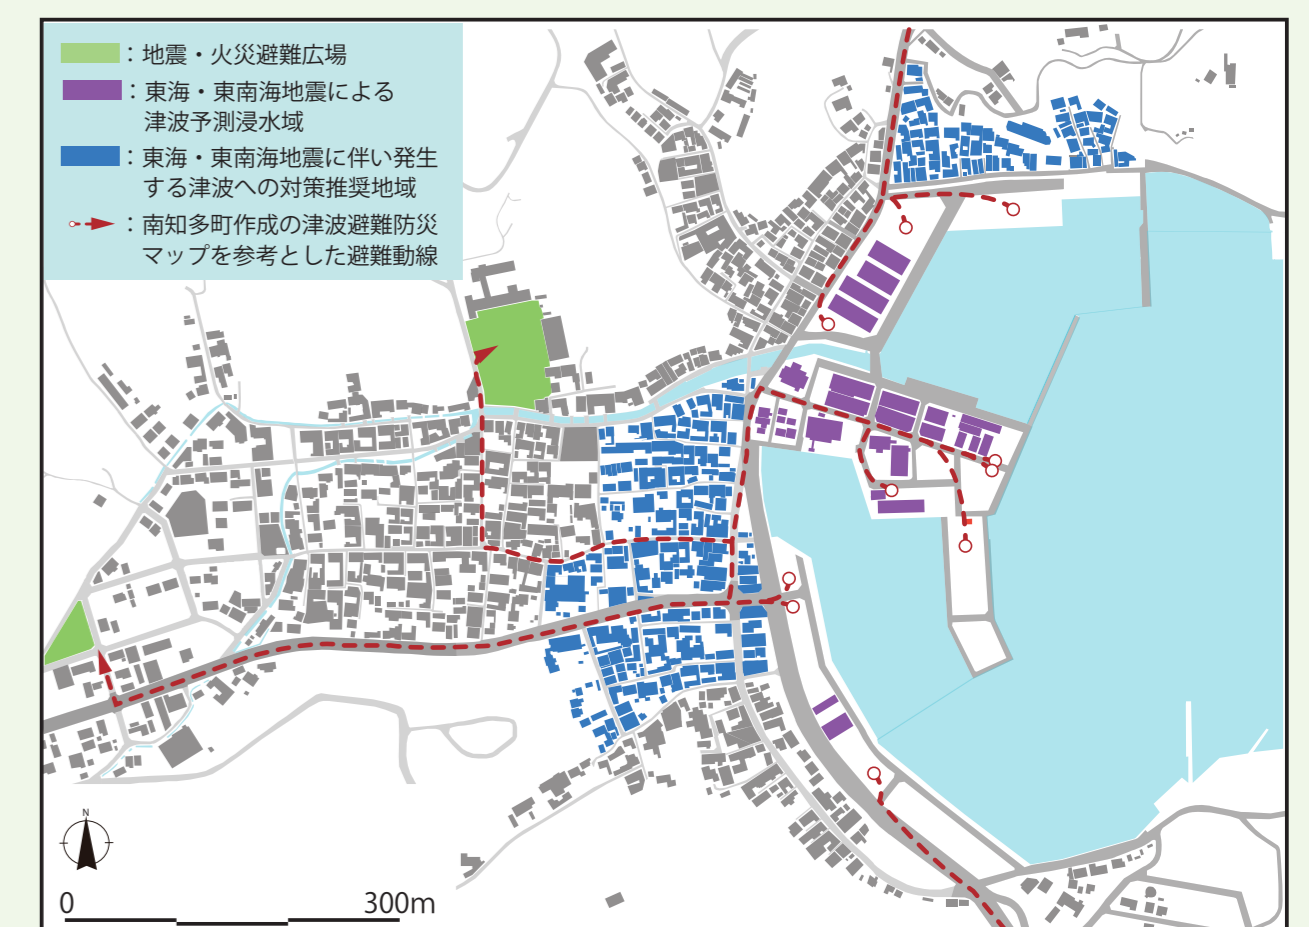 ：地震・火災避難広場
：東海・東南海地震による
津波予測浸水域
：東海・東南海地震に伴い発生
する津波への対策推奨地域
：南知多町作成の津波避難防災
マップを参考とした避難動線
N
0 300m